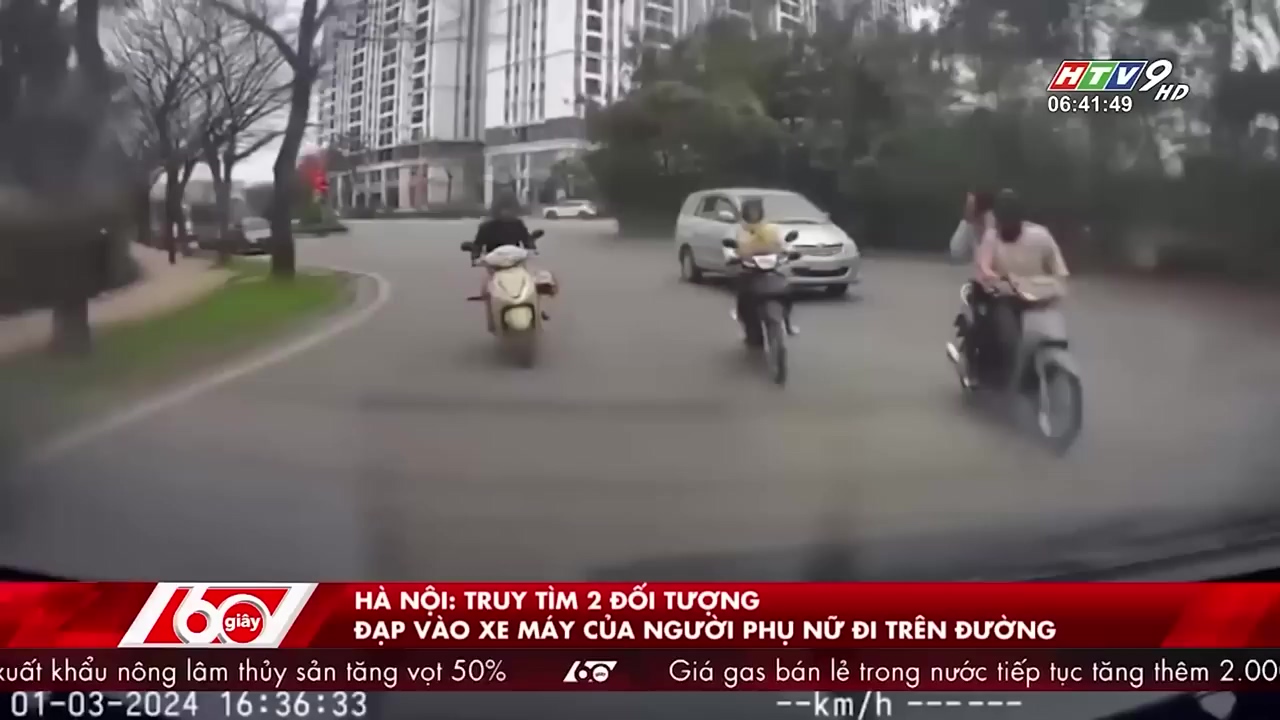 HTV9 HD
06:41:49
60 giây
HÀ NỘI: TRUY TÌM 2 ĐỐI TƯỢNG
ĐẠP VÀO XE MÁY CỦA NGƯỜI PHỤ NỮ ĐI TRÊN ĐƯỜNG
xuất khẩu nông lâm thủy sản tăng vọt 50% 60 giây Giá gas bán lẻ trong nước tiếp tục tăng thêm 2.00
01-03-2024 16:36:33 --km/h ------